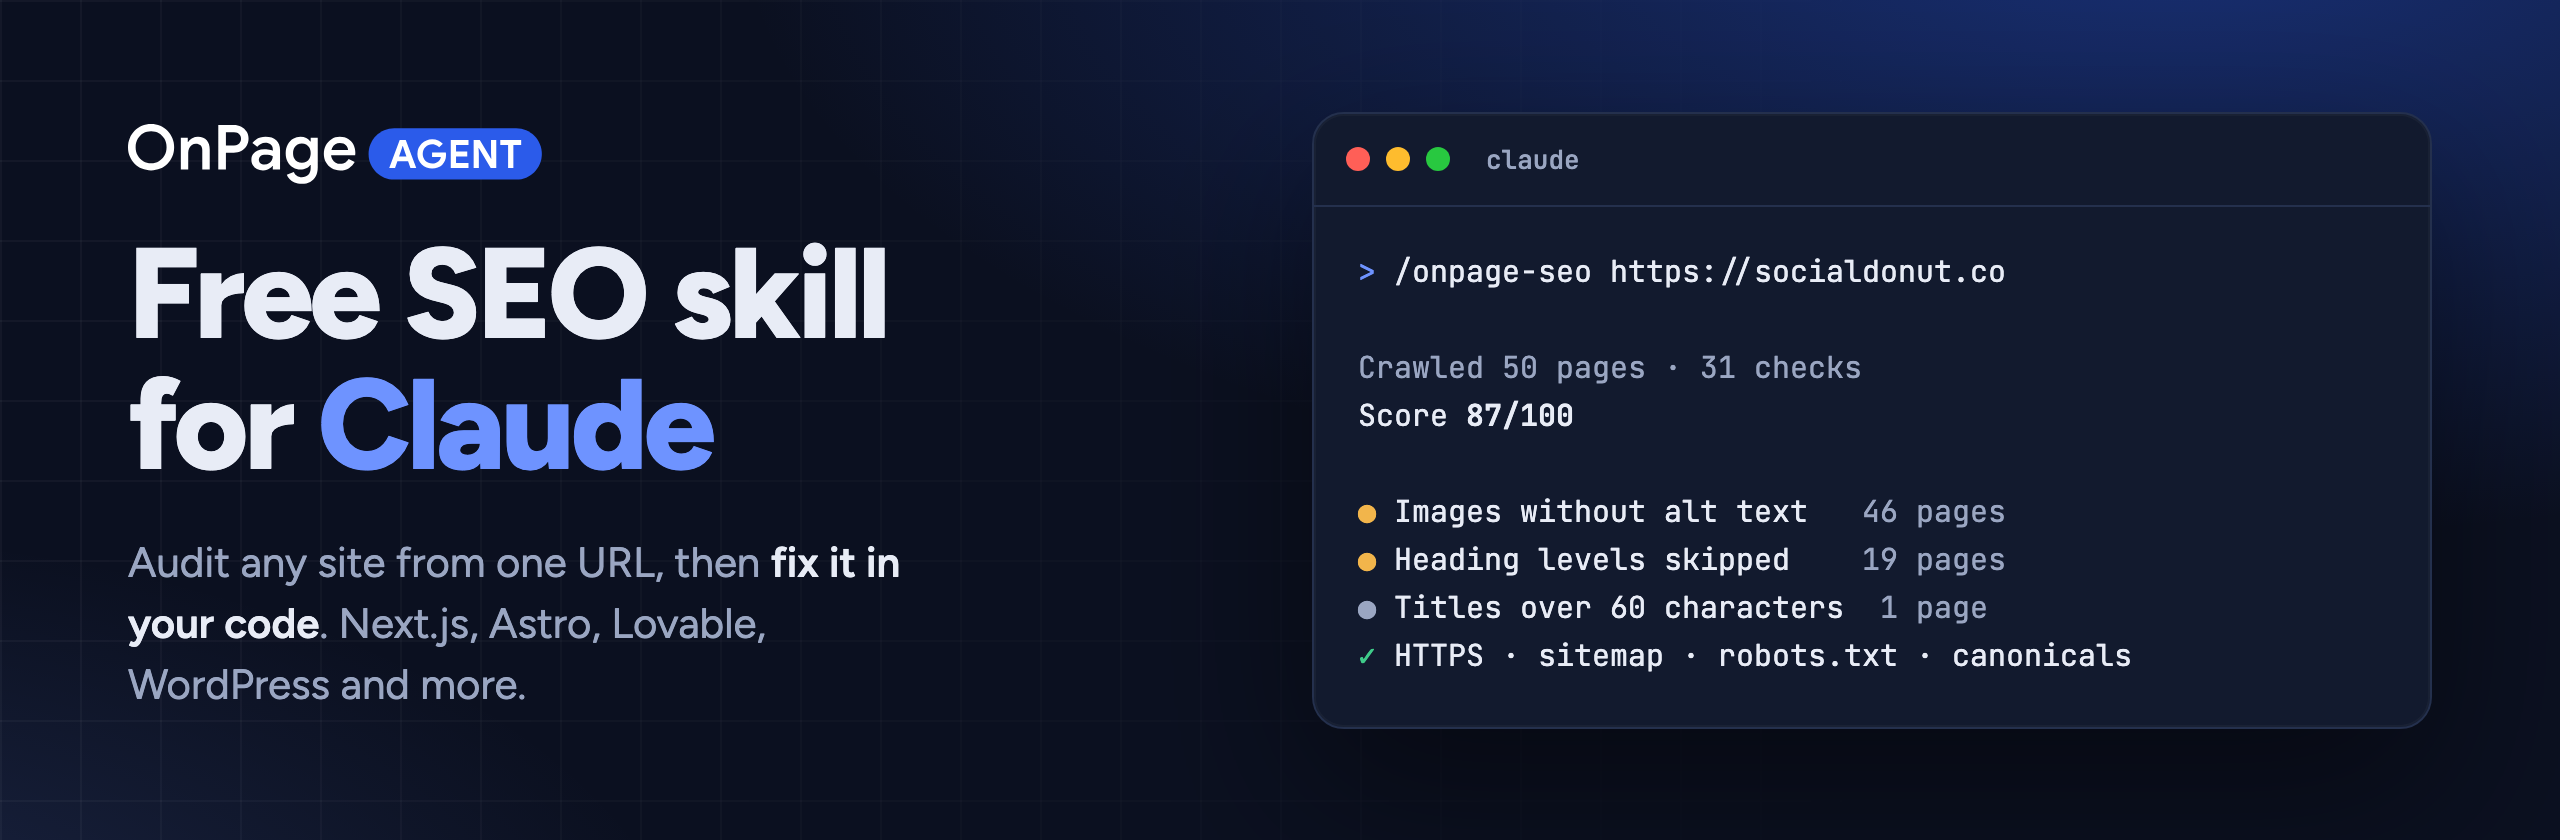 OnPage AGENT
Free SEO skill
for Claude
Audit any site from one URL, then fix it in
your code. Next.js, Astro, Lovable,
WordPress and more.
claude
> /onpage-seo https://socialdonut.co
Crawled 50 pages · 31 checks
Score 87/100
● Images without alt text 46 pages
● Heading levels skipped 19 pages
● Titles over 60 characters 1 page
✓ HTTPS · sitemap · robots.txt · canonicals